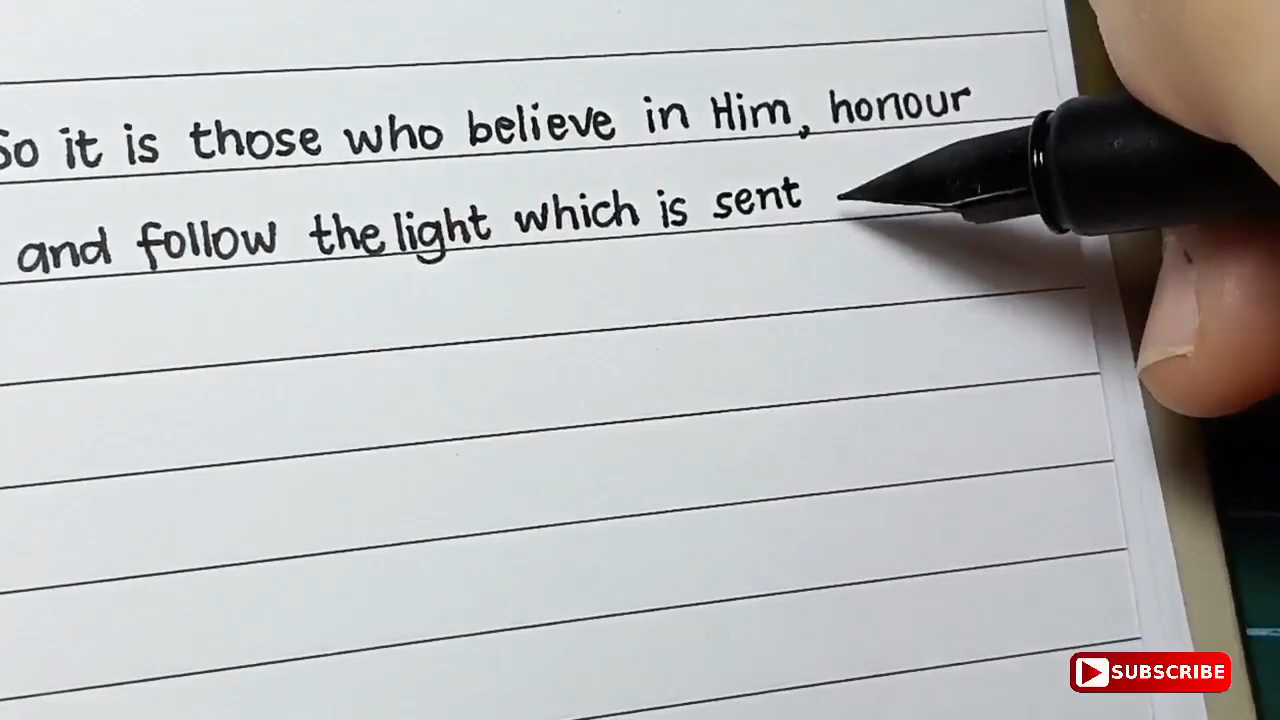 So it is those who believe in Him, honour
and follow the light which is sent
SUBSCRIBE